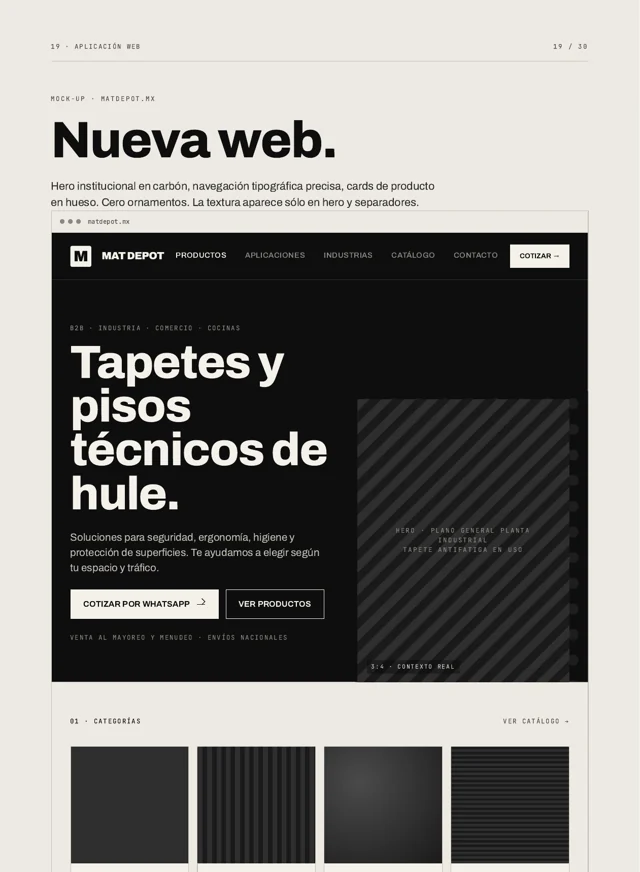 19 · APLICACIÓN WEB
19 / 30
MOCK-UP · MATDEPOT.MX
Nueva web.
Hero institucional en carbón, navegación tipográfica precisa, cards de producto
en hueso. Cero ornamentos. La textura aparece sólo en hero y separadores.
matdepot.mx
M MAT DEPOT PRODUCTOS APLICACIONES INDUSTRIAS CATÁLOGO CONTACTO COTIZAR →
B2B · INDUSTRIA · COMERCIO · COCINAS
Tapetes y
pisos
técnicos de
hule.
Soluciones para seguridad, ergonomía, higiene y
protección de superficies. Te ayudamos a elegir según
tu espacio y tráfico.
COTIZAR POR WHATSAPP → VER PRODUCTOS
VENTA AL MAYOREO Y MENUDEO · ENVÍOS NACIONALES
HERO · PLANO GENERAL PLANTA
INDUSTRIAL
TAPETE ANTIFATIGA EN USO
3:4 · CONTEXTO REAL
01 · CATEGORÍAS
VER CATÁLOGO →